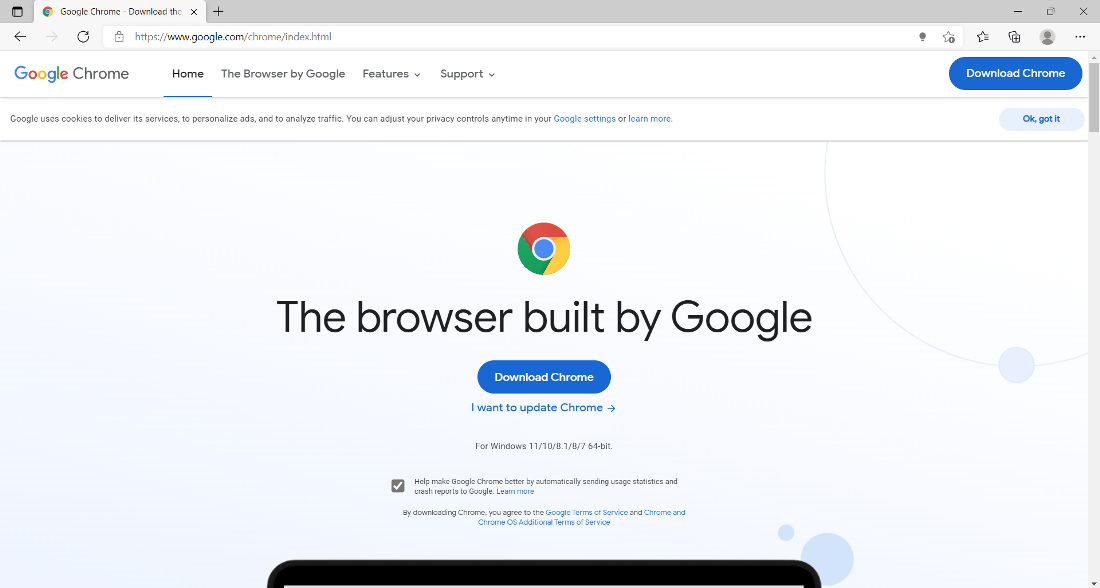 Google Chrome - Download the
https://www.google.com/chrome/index.html
Google Chrome
Home
The Browser by Google
Features
Support
Download Chrome
Google uses cookies to deliver its services, to personalize ads, and to analyze traffic. You can adjust your privacy controls anytime in your Google settings or learn more.
Ok, got it
The browser built by Google
Download Chrome
I want to update Chrome →
For Windows 11/10/8.1/8/7 64-bit.
Help make Google Chrome better by automatically sending usage statistics and
crash reports to Google. Learn more
By downloading Chrome, you agree to the Google Terms of Service and Chrome and
Chrome OS Additional Terms of Service